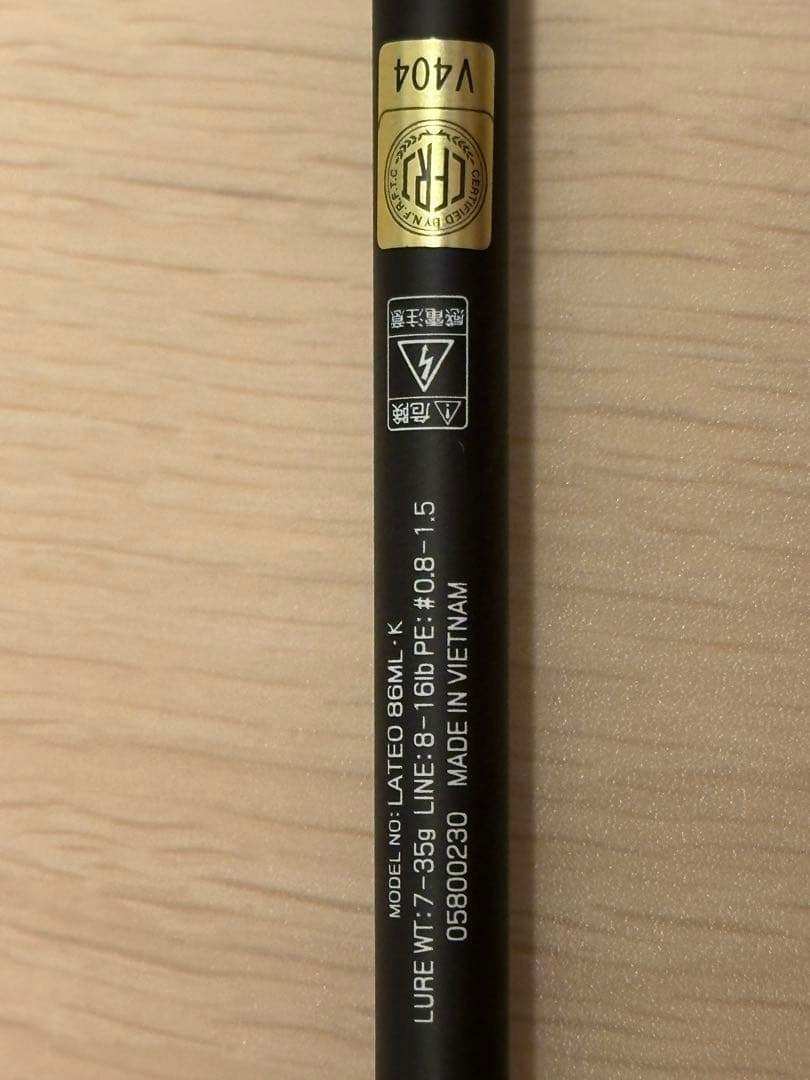 V404
CFRJ
CERTIFIED by N.F.R.F.T.C
感電注意
危険
MODEL NO: LATEO 86ML・K
LURE WT: 7-35g LINE: 8-16lb PE: #0.8-1.5
05800230 MADE IN VIETNAM